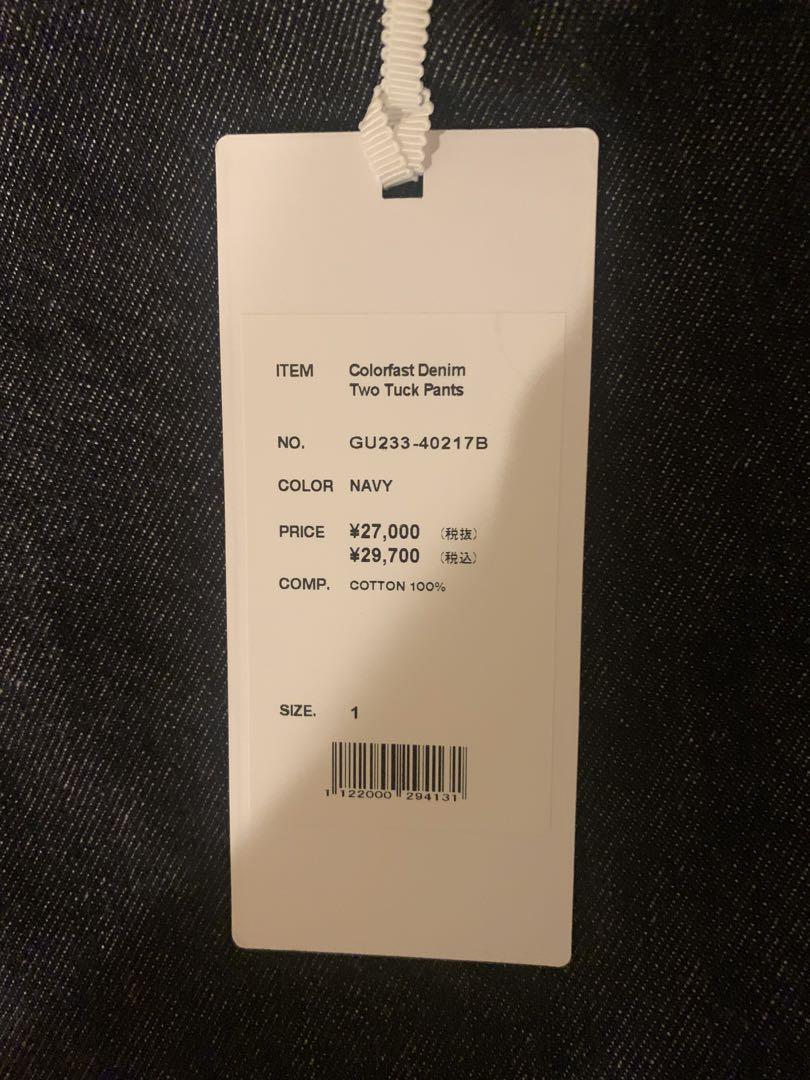 ITEM Colorfast Denim
Two Tuck Pants
NO. GU233-40217B
COLOR NAVY
PRICE ¥27,000 (税抜)
¥29,700 (税込)
COMP. COTTON 100%
SIZE. 1
1 122000 294131